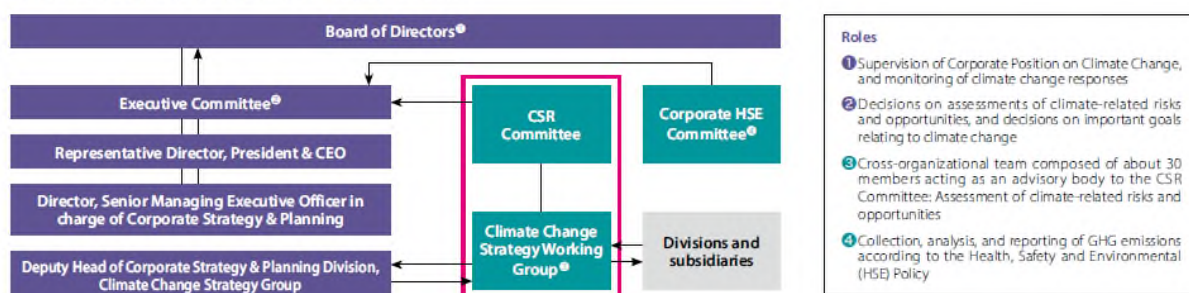 Board of Directors❶
Executive Committee❷
Representative Director, President & CEO
Director, Senior Managing Executive Officer in
charge of Corporate Strategy & Planning
Deputy Head of Corporate Strategy & Planning Division,
Climate Change Strategy Group
CSR
Committee
Climate Change
Strategy Working
Group❸
Corporate HSE
Committee❹
Divisions and
subsidiaries
Roles
❶Supervision of Corporate Position on Climate Change,
and monitoring of climate change responses
❷Decisions on assessments of climate-related risks
and opportunities, and decisions on important goals
relating to climate change
❸Cross-organizational team composed of about 30
members acting as an advisory body to the CSR
Committee: Assessment of climate-related risks and
opportunities
❹Collection, analysis, and reporting of GHG emissions
according to the Health, Safety and Environmental
(HSE) Policy